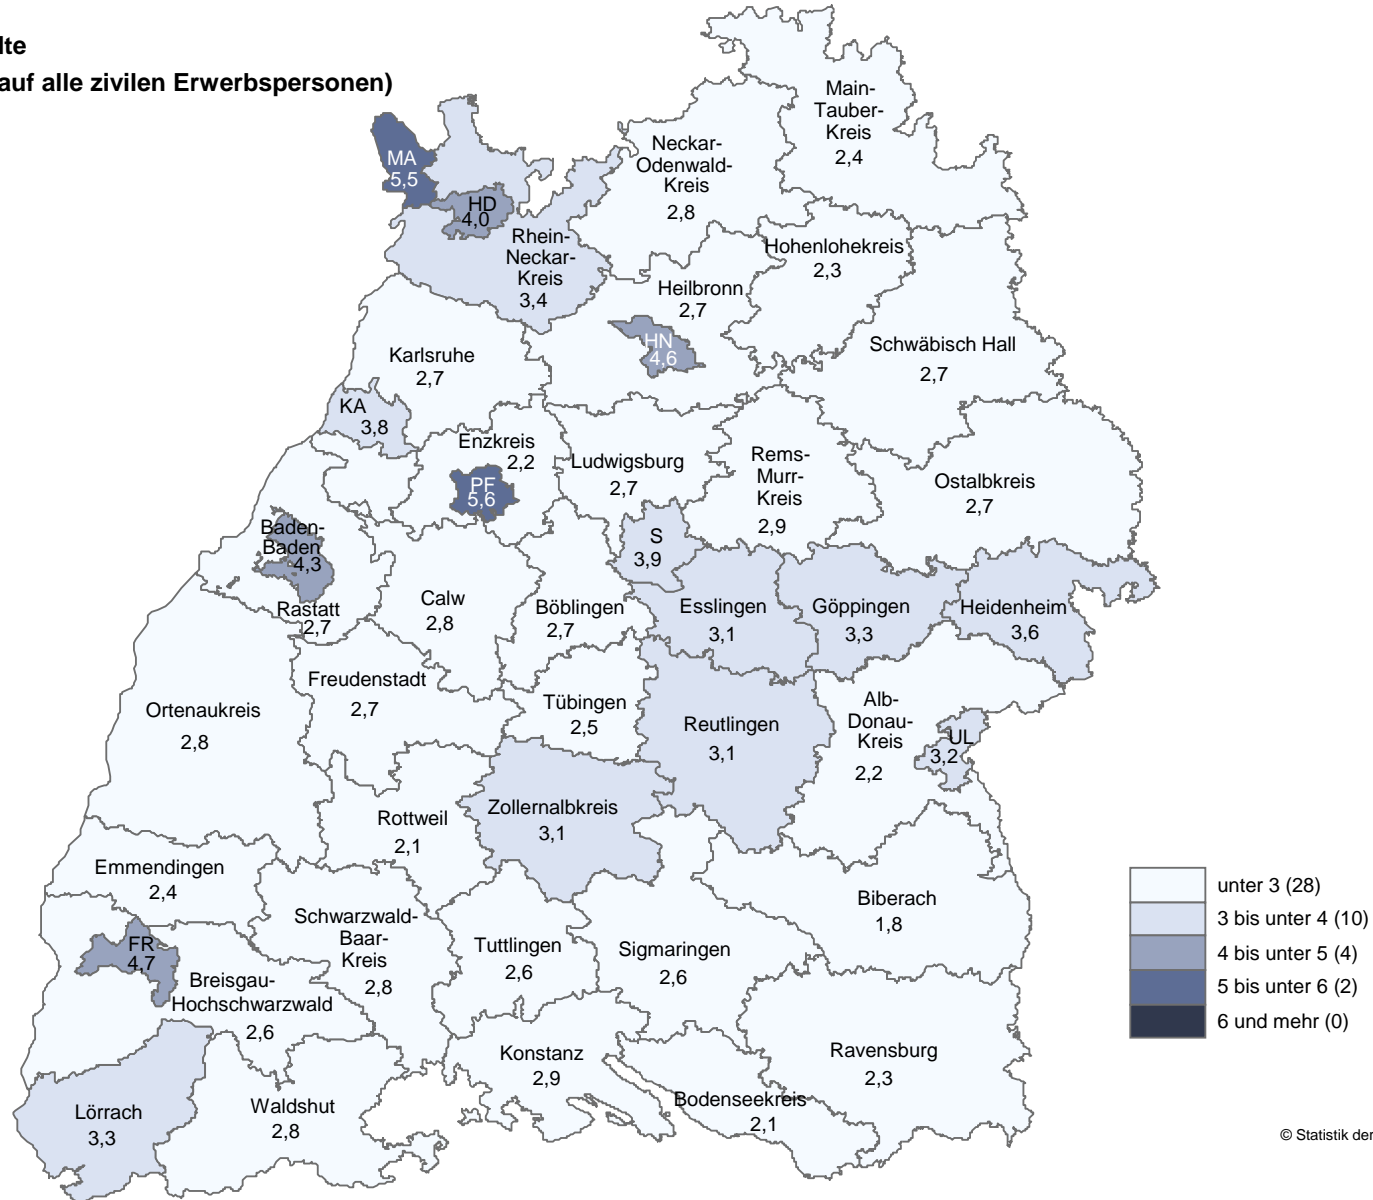 lte
auf alle zivilen Erwerbspersonen)
Main-
Tauber-
Kreis
2,4
MA
5,5
Neckar-
Odenwald-
Kreis
2,8
HD
4,0
Rhein-
Neckar-
Kreis
3,4
Hohenlohekreis
2,3
Heilbronn
2,7
HN
4,6
Schwäbisch Hall
2,7
Karlsruhe
2,7
KA
3,8
Enzkreis
2,2
PF
5,6
Ludwigsburg
2,7
Rems-
Murr-
Kreis
2,9
Ostalbkreis
2,7
Baden-
Baden
4,3
Rastatt
2,7
S
3,9
Calw
2,8
Böblingen
2,7
Esslingen
3,1
Göppingen
3,3
Heidenheim
3,6
Freudenstadt
2,7
Ortenaukreis
2,8
Tübingen
2,5
Reutlingen
3,1
Alb-
Donau-
Kreis
2,2
UL
3,2
Rottweil
2,1
Zollernalbkreis
3,1
Emmendingen
2,4
Biberach
1,8
Schwarzwald-
Baar-
Kreis
2,8
Tuttlingen
2,6
Sigmaringen
2,6
FR
4,7
Breisgau-
Hochschwarzwald
2,6
Konstanz
2,9
Ravensburg
2,3
Bodenseekreis
2,1
Lörrach
3,3
Waldshut
2,8
unter 3 (28)
3 bis unter 4 (10)
4 bis unter 5 (4)
5 bis unter 6 (2)
6 und mehr (0)
© Statistik der